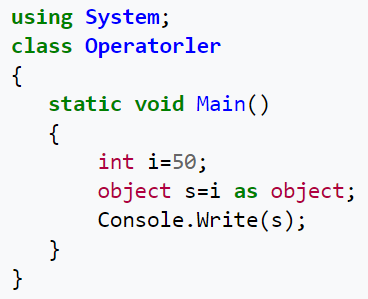 using System;
class Operatorler
{
   static void Main()
   {
       int i=50;
       object s=i as object;
       Console.Write(s);
   }
}